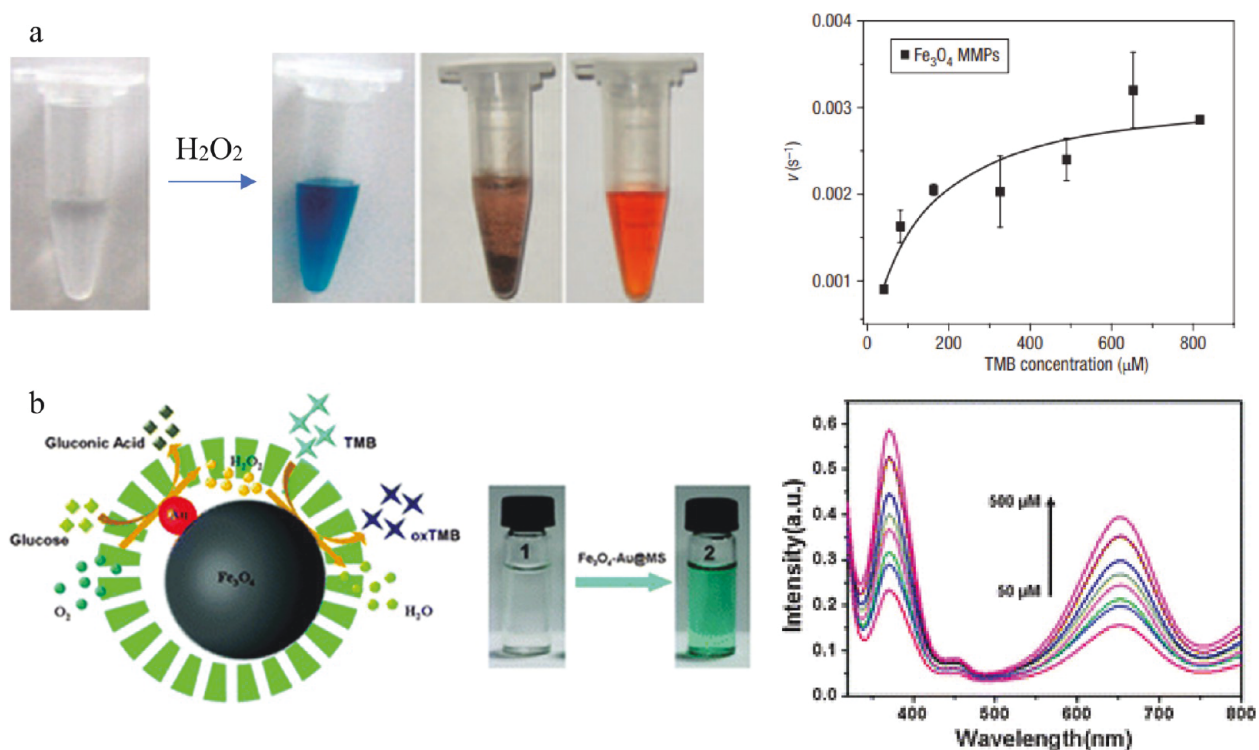 a
H₂O₂
Fe₃O₄ MMPs
0.004
0.003
0.002
0.001
v (s⁻¹)
0 200 400 600 800
TMB concentration (μM)
b
Gluconic Acid
TMB
H₂O₂
Au
Glucose
oxTMB
Fe₃O₄
O₂
H₂O
1
Fe₃O₄-Au@MS
2
0.6
0.5
0.4
0.3
0.2
0.1
0.0
Intensity(a.u.)
500 μM
50 μM
400 500 600 700 800
Wavelength(nm)